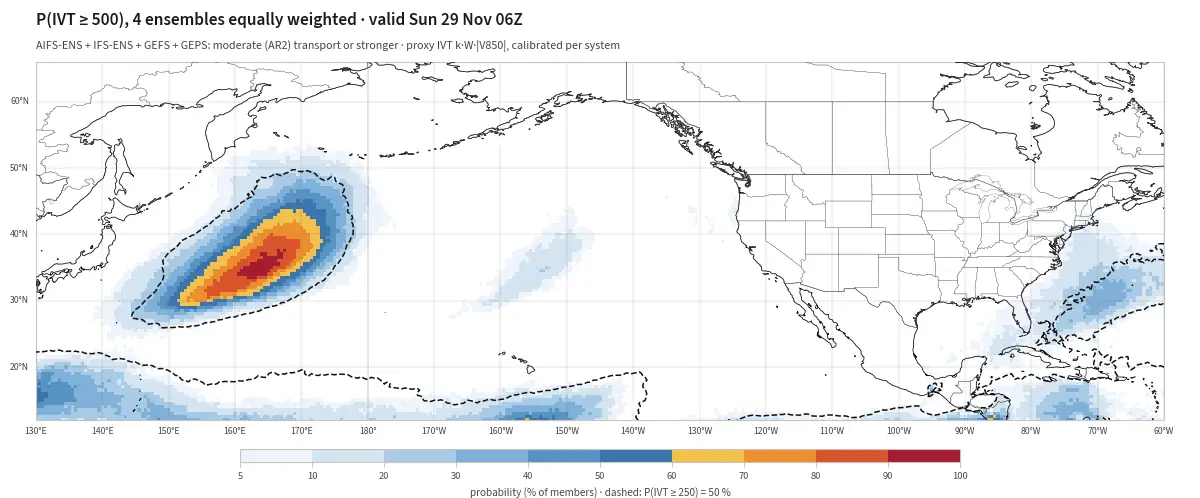 P(IVT ≥ 500), 4 ensembles equally weighted · valid Sun 29 Nov 06Z
AIFS-ENS + IFS-ENS + GEFS + GEPS: moderate (AR2) transport or stronger · proxy IVT k·W·|V850|, calibrated per system
60°N
50°N
40°N
30°N
20°N
130°E 140°E 150°E 160°E 170°E 180° 170°W 160°W 150°W 140°W 130°W 120°W 110°W 100°W 90°W 80°W 70°W 60°W
5 10 20 30 40 50 60 70 80 90 100
probability (% of members) · dashed: P(IVT ≥ 250) = 50 %